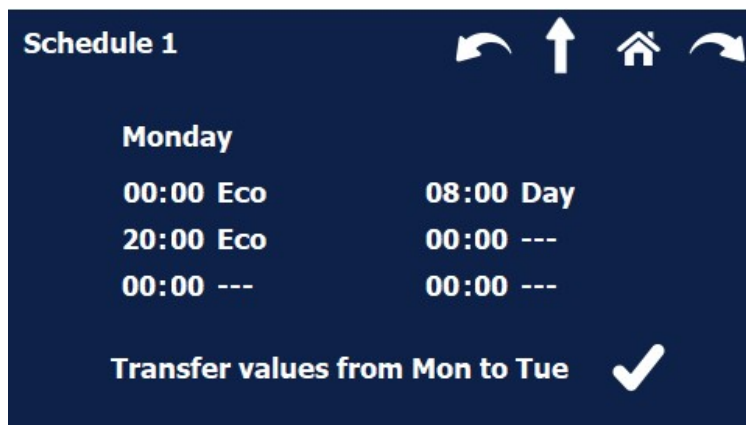 Schedule 1
Monday
00:00 Eco 08:00 Day
20:00 Eco 00:00 ---
00:00 --- 00:00 ---
Transfer values from Mon to Tue